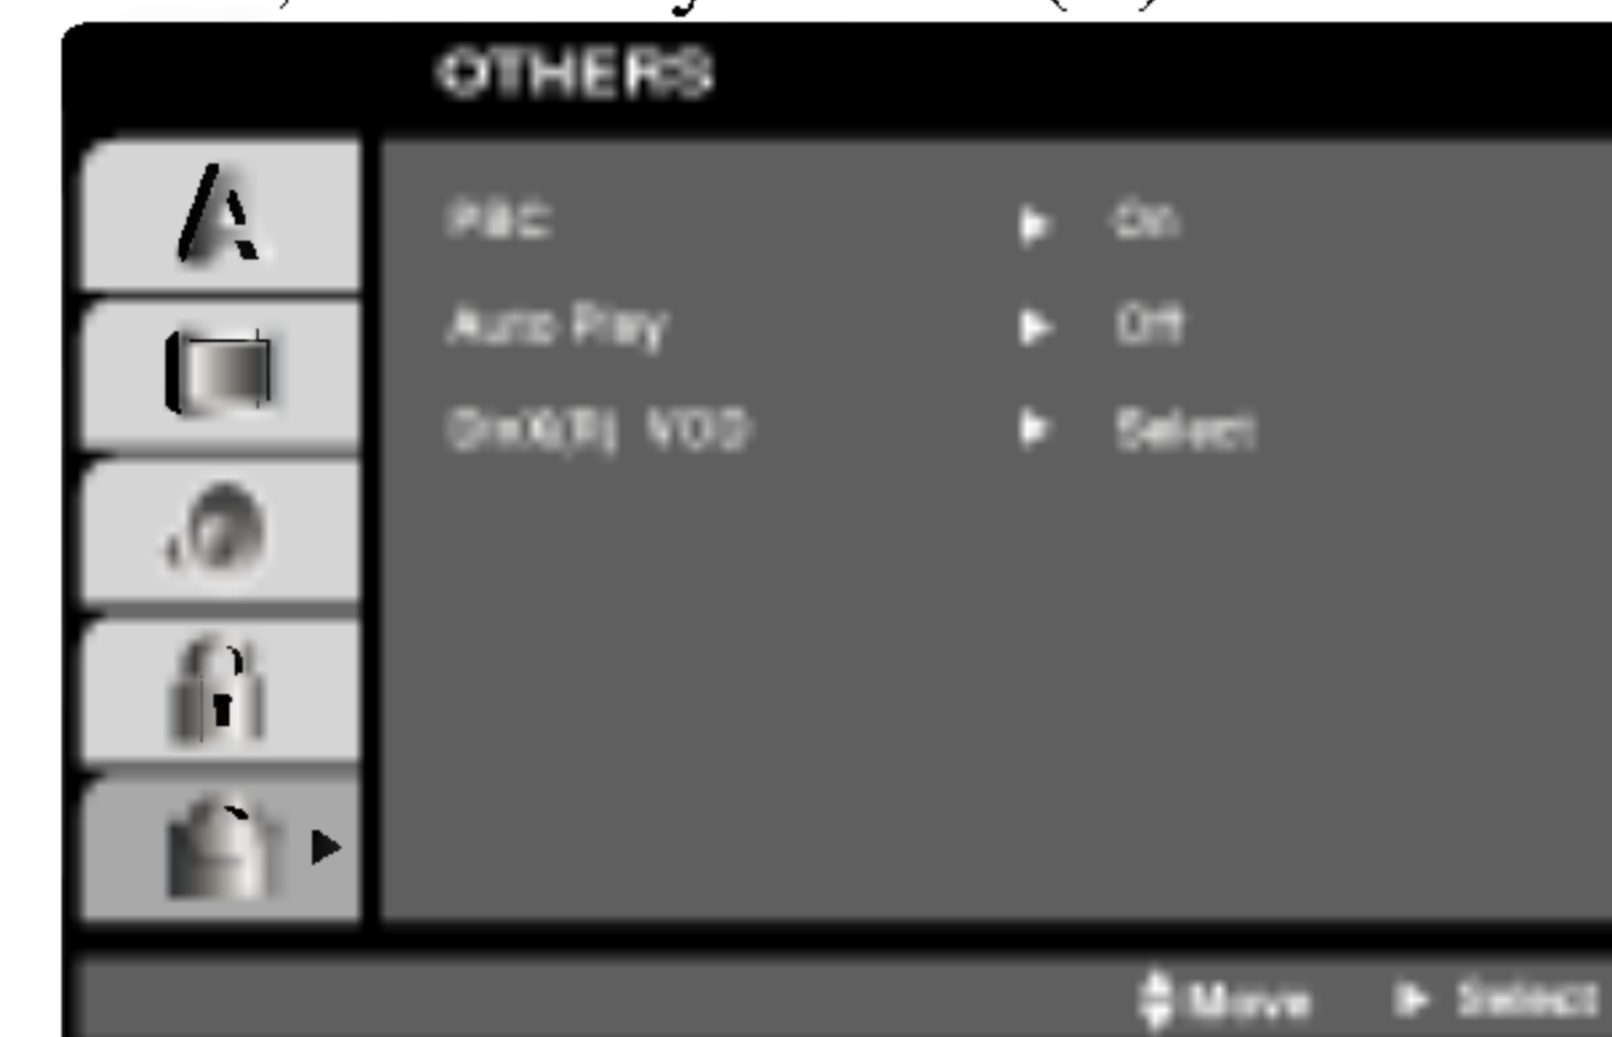 OTHERS
PBC ► On
Auto Play ► Off
DivX(R) VOD ► Select
Move ► Select